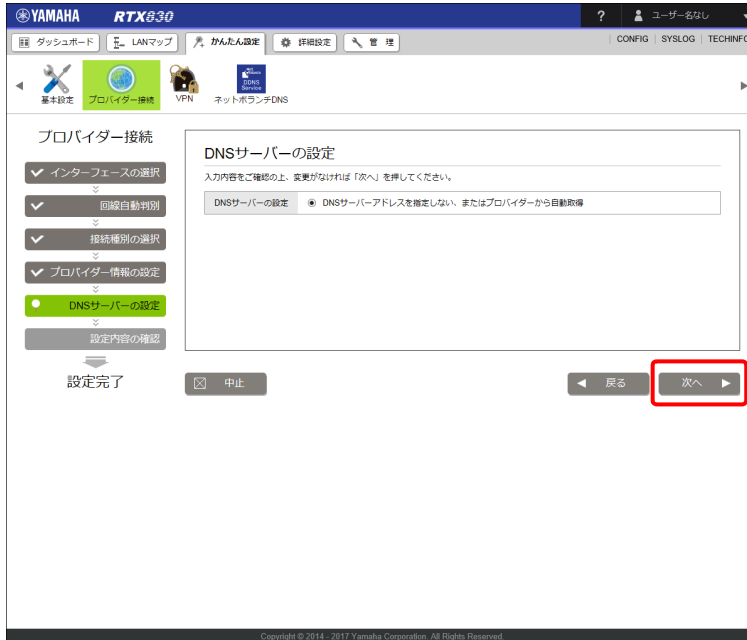 YAMAHA RTX830 ? ユーザー名なし
ダッシュボード LANマップ かんたん設定 詳細設定 管 理 CONFIG SYSLOG TECHINFO
基本設定 プロバイダー接続 VPN DDNS Service ネットボランチDNS
プロバイダー接続
インターフェースの選択
回線自動判別
接続種別の選択
プロバイダー情報の設定
DNSサーバーの設定
設定内容の確認
設定完了
DNSサーバーの設定
入力内容をご確認の上、変更がなければ「次へ」を押してください。
DNSサーバーの設定 DNSサーバーアドレスを指定しない、またはプロバイダーから自動取得
中止 戻る 次へ
Copyright © 2014 - 2017 Yamaha Corporation. All Rights Reserved.